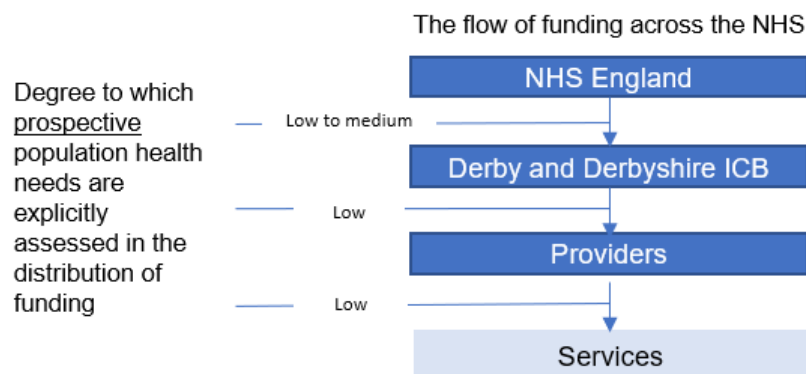 The flow of funding across the NHS
NHS England
Degree to which
prospective
population health
needs are
explicitly
assessed in the
distribution of
funding
Low to medium
Derby and Derbyshire ICB
Low
Providers
Low
Services